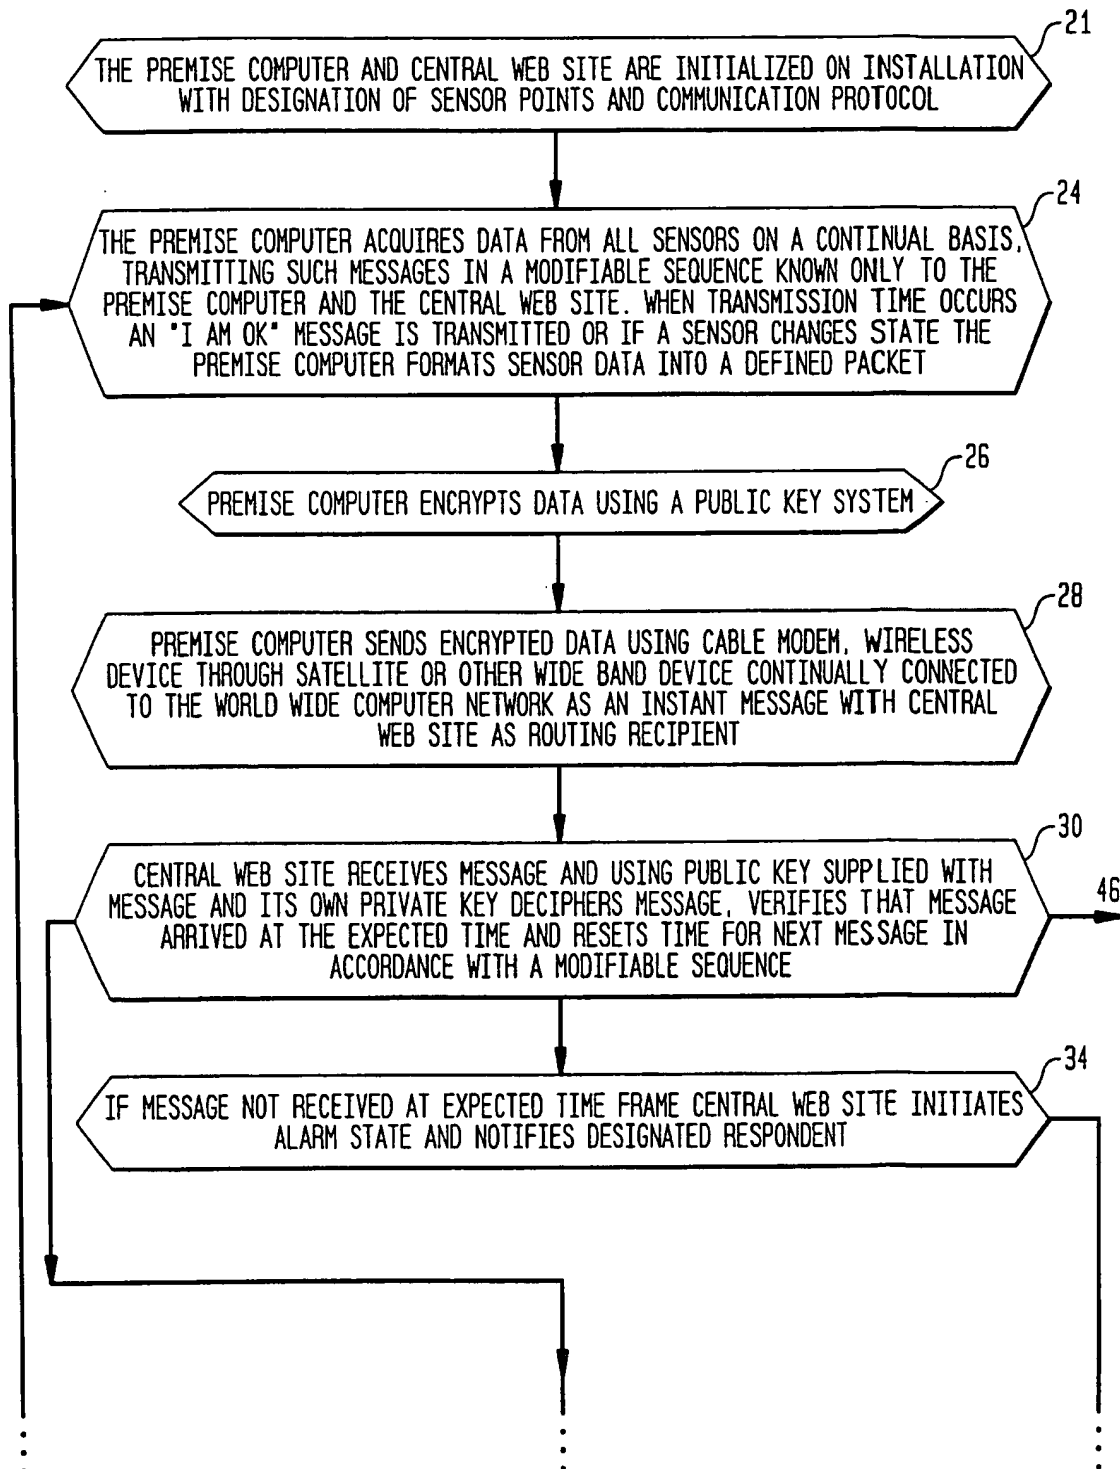 21
THE PREMISE COMPUTER AND CENTRAL WEB SITE ARE INITIALIZED ON INSTALLATION
WITH DESIGNATION OF SENSOR POINTS AND COMMUNICATION PROTOCOL
24
THE PREMISE COMPUTER ACQUIRES DATA FROM ALL SENSORS ON A CONTINUAL BASIS,
TRANSMITTING SUCH MESSAGES IN A MODIFIABLE SEQUENCE KNOWN ONLY TO THE
PREMISE COMPUTER AND THE CENTRAL WEB SITE. WHEN TRANSMISSION TIME OCCURS
AN "I AM OK" MESSAGE IS TRANSMITTED OR IF A SENSOR CHANGES STATE THE
PREMISE COMPUTER FORMATS SENSOR DATA INTO A DEFINED PACKET
26
PREMISE COMPUTER ENCRYPTS DATA USING A PUBLIC KEY SYSTEM
28
PREMISE COMPUTER SENDS ENCRYPTED DATA USING CABLE MODEM, WIRELESS
DEVICE THROUGH SATELLITE OR OTHER WIDE BAND DEVICE CONTINUALLY CONNECTED
TO THE WORLD WIDE COMPUTER NETWORK AS AN INSTANT MESSAGE WITH CENTRAL
WEB SITE AS ROUTING RECIPIENT
30
CENTRAL WEB SITE RECEIVES MESSAGE AND USING PUBLIC KEY SUPPLIED WITH
MESSAGE AND ITS OWN PRIVATE KEY DECIPHERS MESSAGE, VERIFIES THAT MESSAGE
ARRIVED AT THE EXPECTED TIME AND RESETS TIME FOR NEXT MESSAGE IN
ACCORDANCE WITH A MODIFIABLE SEQUENCE
46
34
IF MESSAGE NOT RECEIVED AT EXPECTED TIME FRAME CENTRAL WEB SITE INITIATES
ALARM STATE AND NOTIFIES DESIGNATED RESPONDENT